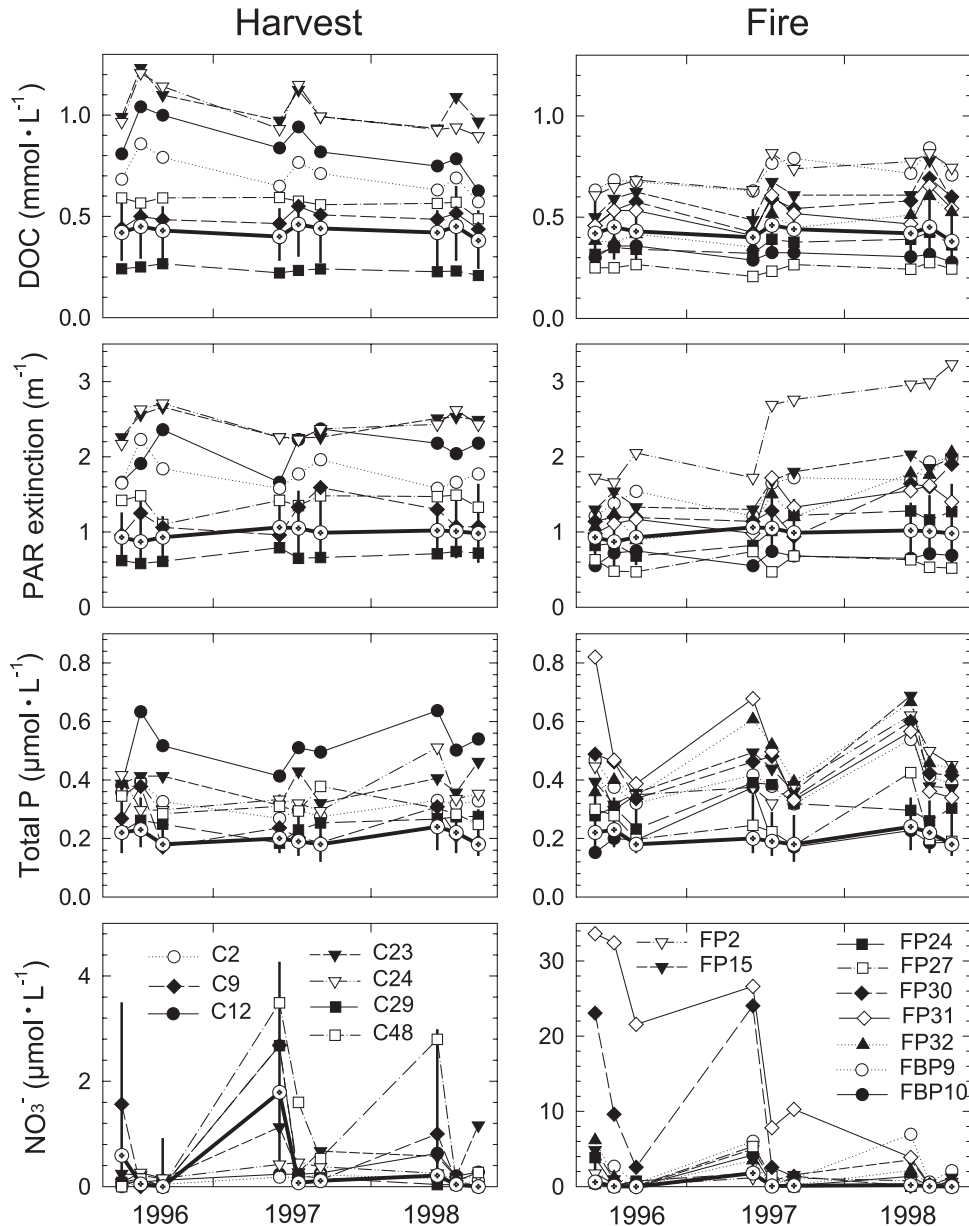 Harvest Fire
DOC (mmol • L⁻¹)
1.0
0.5
0.0
1.0
0.5
0.0
PAR extinction (m⁻¹)
3
2
1
0
3
2
1
0
Total P (µmol • L⁻¹)
0.8
0.6
0.4
0.2
0.0
0.8
0.6
0.4
0.2
0.0
NO₃⁻ (µmol • L⁻¹)
4
2
0
C2
C9
C12
C23
C24
C29
C48
30
20
10
0
FP2
FP15
FP24
FP27
FP30
FP31
FP32
FBP9
FBP10
1996 1997 1998 1996 1997 1998